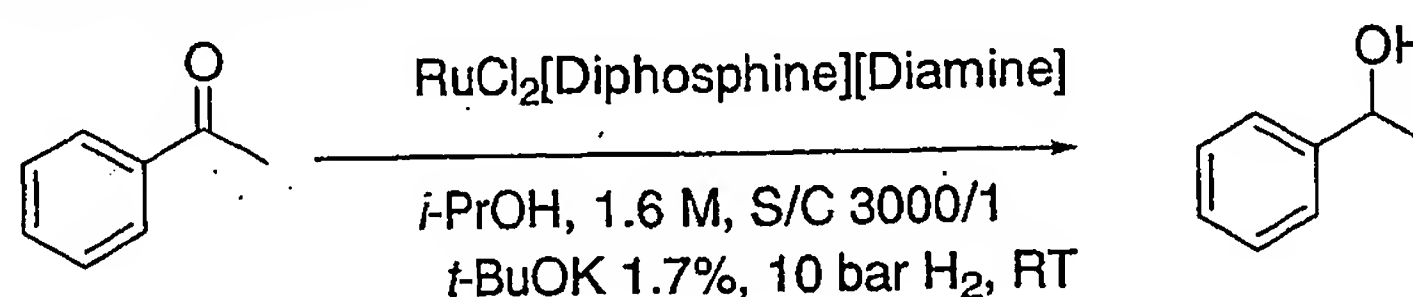 O
OH
RuCl₂[Diphosphine][Diamine]
i-PrOH, 1.6 M, S/C 3000/1
t-BuOK 1.7%, 10 bar H₂, RT